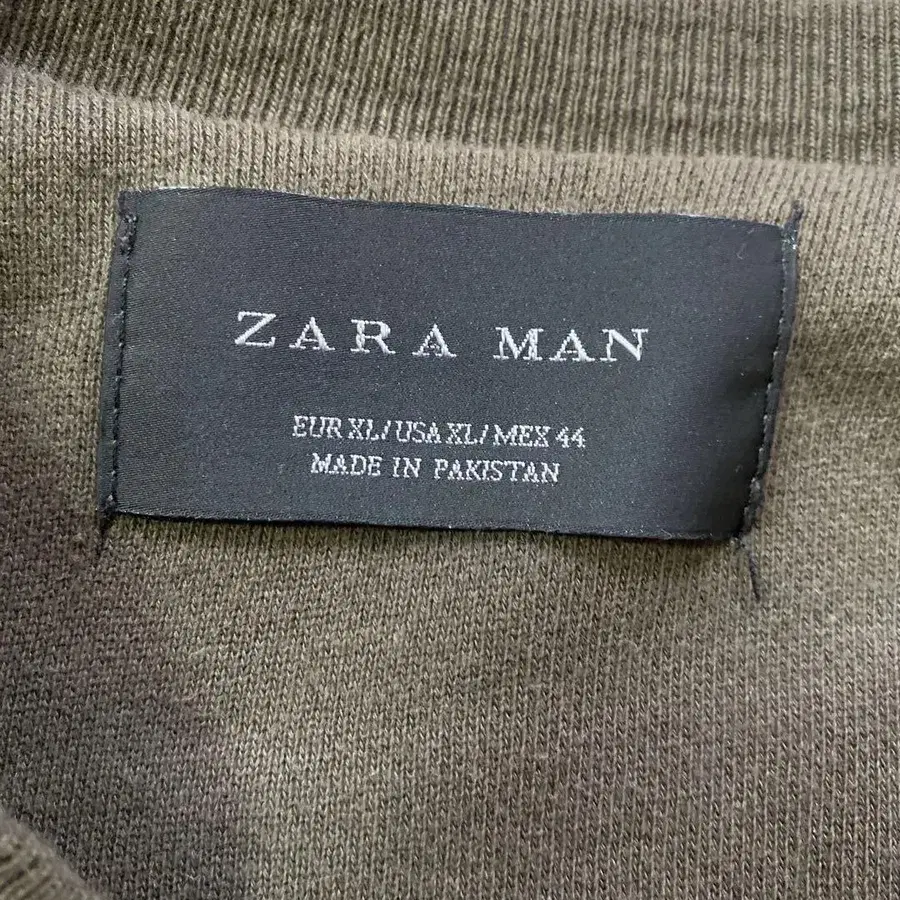 ZARA MAN
EUR XL/USA XL/MEX 44
MADE IN PAKISTAN